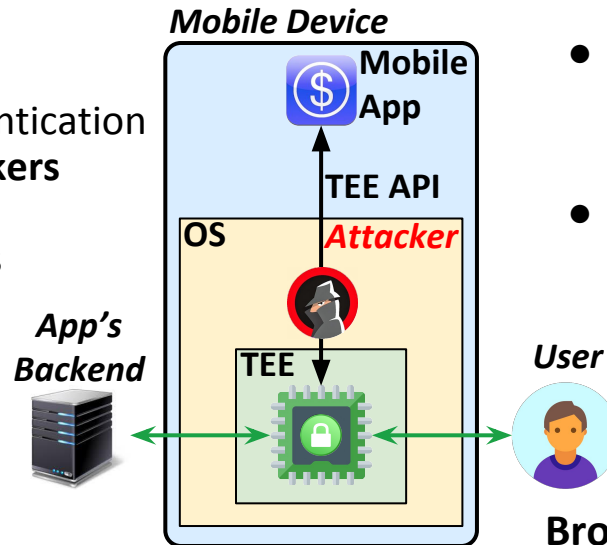 Mobile Device
Mobile
App
$
ntication
kers
TEE API
OS
Attacker
App's
Backend
TEE
User
Bro